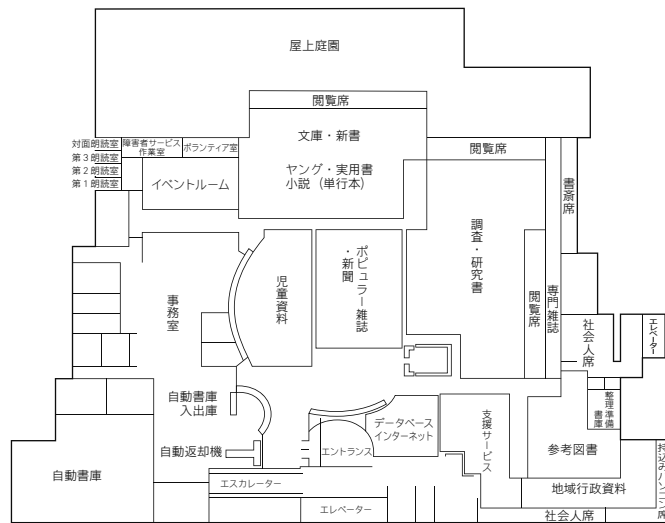 屋上庭園
閲覧席
文庫・新書
ヤング・実用書
小説（単行本）
閲覧席
対面朗読室
第3朗読室
第2朗読室
第1朗読室
障害者サービス
作業室
ボランティア室
イベントルーム
書斎席
調査・研究書
ポピュラー雑誌
・新聞
児童資料
事務室
閲覧席
専門雑誌
社会人席
エレベーター
自動書庫
入出庫
整理準備
書庫
データベース
インターネット
支援サービス
自動返却機
エントランス
参考図書
自動書庫
エスカレーター
地域行政資料
持込みパソコン席
エレベーター
社会人席